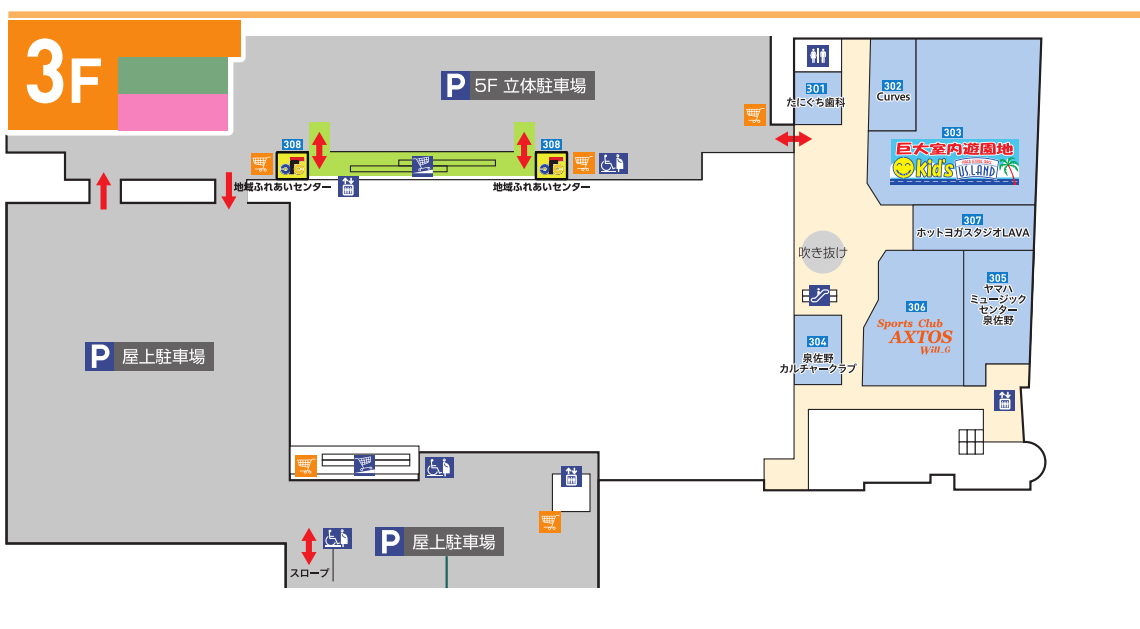 3F
P 5F 立体駐車場
301
たにぐち歯科
302
Curves
303
巨大室内遊園地
Kid's US.LAND
308
地域ふれあいセンター
308
地域ふれあいセンター
307
ホットヨガスタジオLAVA
吹き抜け
305
ヤマハ
ミュージック
センター
泉佐野
306
Sports Club
AXTOS
Will_G
304
泉佐野
カルチャークラブ
P 屋上駐車場
P 屋上駐車場
スロープ